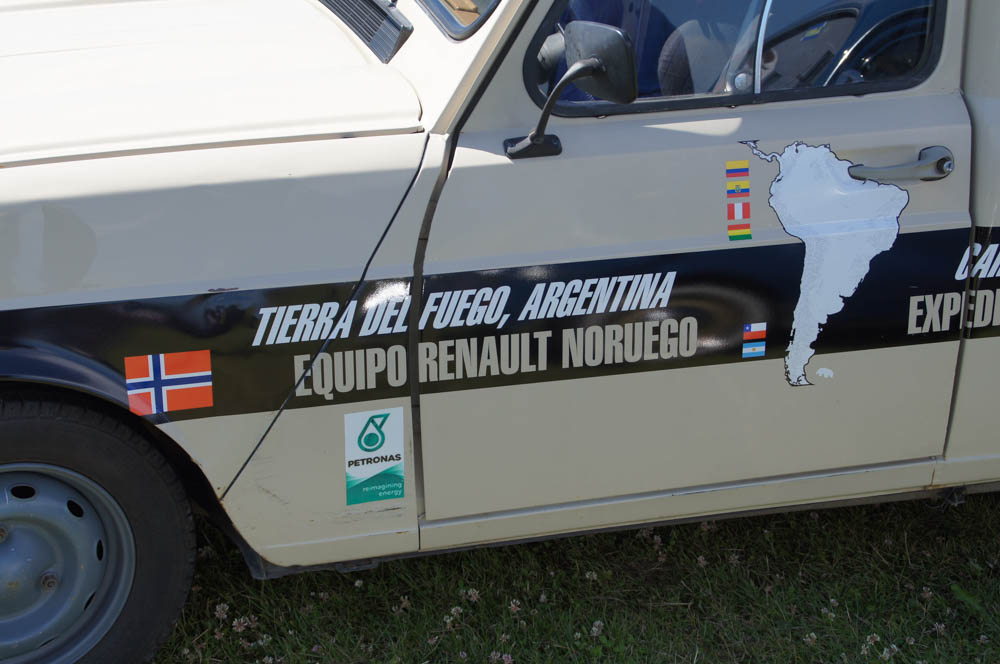 TIERRA DEL FUEGO, ARGENTINA
EQUIPO RENAULT NORUEGO
PETRONAS
reimagining
energy